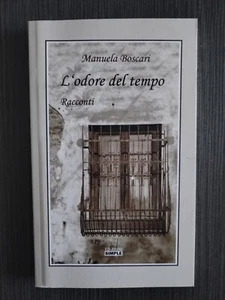 Manuela Boscari
L'odore del tempo
Racconti
SIMPLE